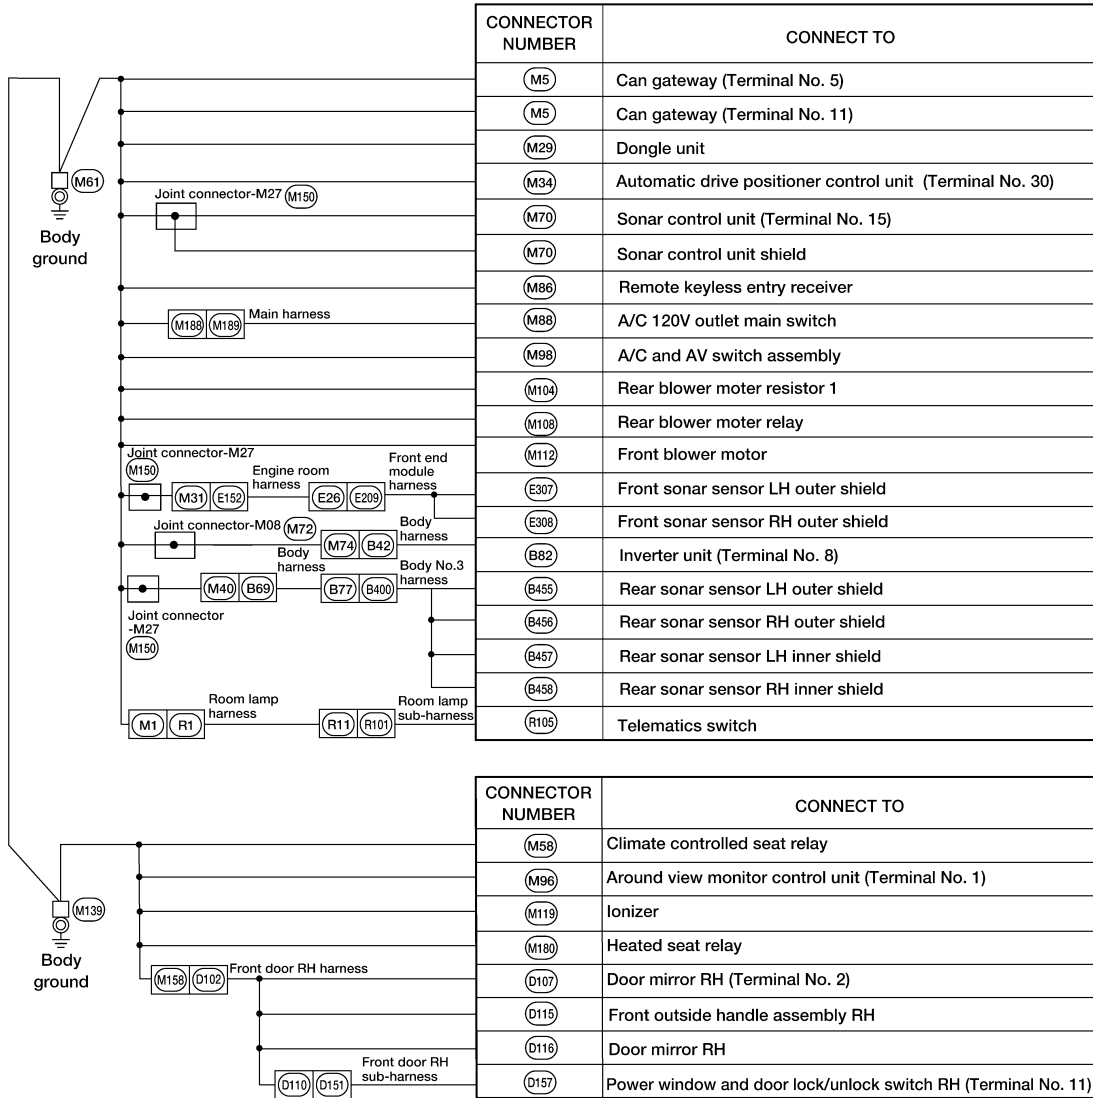 CONNECTOR
NUMBER
CONNECT TO
M5
Can gateway (Terminal No. 5)
M5
Can gateway (Terminal No. 11)
M29
Dongle unit
M61
M34
Automatic drive positioner control unit (Terminal No. 30)
Joint connector-M27
M150
M70
Sonar control unit (Terminal No. 15)
Body
ground
M70
Sonar control unit shield
M86
Remote keyless entry receiver
M188
M189
Main harness
M88
A/C 120V outlet main switch
M98
A/C and AV switch assembly
M104
Rear blower moter resistor 1
M108
Rear blower moter relay
M112
Front blower motor
Joint connector-M27
M150
M31
E152
Engine room
harness
E26
E209
Front end
module
harness
E307
Front sonar sensor LH outer shield
E308
Front sonar sensor RH outer shield
Joint connector-M08
M72
M74
B42
Body
harness
B82
Inverter unit (Terminal No. 8)
M40
B69
Body
harness
B77
B400
Body No.3
harness
B455
Rear sonar sensor LH outer shield
Joint connector
-M27
M150
B456
Rear sonar sensor RH outer shield
B457
Rear sonar sensor LH inner shield
B458
Rear sonar sensor RH inner shield
M1
R1
Room lamp
harness
R11
R101
Room lamp
sub-harness
R105
Telematics switch
CONNECTOR
NUMBER
CONNECT TO
M58
Climate controlled seat relay
M96
Around view monitor control unit (Terminal No. 1)
M139
M119
Ionizer
M180
Heated seat relay
Body
ground
M158
D102
Front door RH harness
D107
Door mirror RH (Terminal No. 2)
D115
Front outside handle assembly RH
D116
Door mirror RH
D110
D151
Front door RH
sub-harness
D157
Power window and door lock/unlock switch RH (Terminal No. 11)